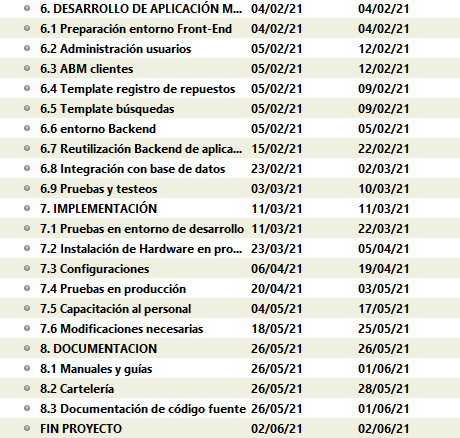 6. DESARROLLO DE APLICACIÓN M... 04/02/21 04/02/21
6.1 Preparación entorno Front-End 04/02/21 04/02/21
6.2 Administración usuarios 05/02/21 12/02/21
6.3 ABM clientes 05/02/21 12/02/21
6.4 Template registro de repuestos 05/02/21 09/02/21
6.5 Template búsquedas 05/02/21 09/02/21
6.6 entorno Backend 05/02/21 05/02/21
6.7 Reutilización Backend de aplica... 15/02/21 22/02/21
6.8 Integración con base de datos 23/02/21 02/03/21
6.9 Pruebas y testeos 03/03/21 10/03/21
7. IMPLEMENTACIÓN 11/03/21 11/03/21
7.1 Pruebas en entorno de desarrollo 11/03/21 22/03/21
7.2 Instalación de Hardware en pro... 23/03/21 05/04/21
7.3 Configuraciones 06/04/21 19/04/21
7.4 Pruebas en producción 20/04/21 03/05/21
7.5 Capacitación al personal 04/05/21 17/05/21
7.6 Modificaciones necesarias 18/05/21 25/05/21
8. DOCUMENTACION 26/05/21 26/05/21
8.1 Manuales y guías 26/05/21 01/06/21
8.2 Cartelería 26/05/21 28/05/21
8.3 Documentación de código fuente 26/05/21 01/06/21
FIN PROYECTO 02/06/21 02/06/21